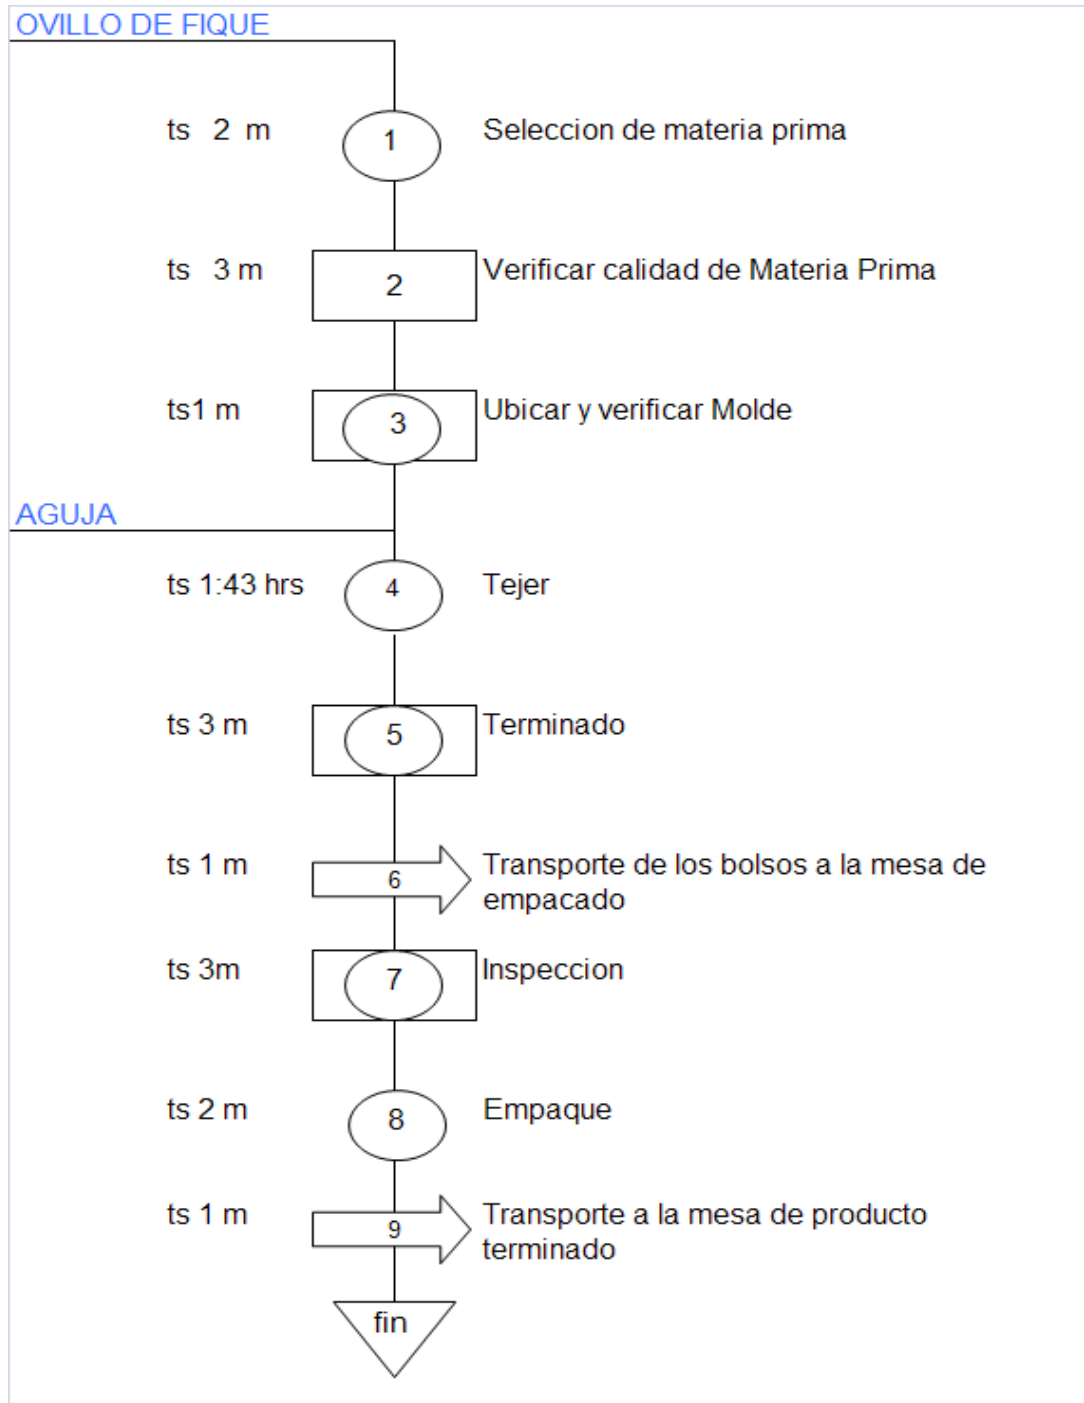 OVILLO DE FIQUE
ts 2 m 1 Seleccion de materia prima
ts 3 m 2 Verificar calidad de Materia Prima
ts1 m 3 Ubicar y verificar Molde
AGUJA
ts 1:43 hrs 4 Tejer
ts 3 m 5 Terminado
ts 1 m 6 Transporte de los bolsos a la mesa de
empacado
ts 3m 7 Inspeccion
ts 2 m 8 Empaque
ts 1 m 9 Transporte a la mesa de producto
terminado
fin